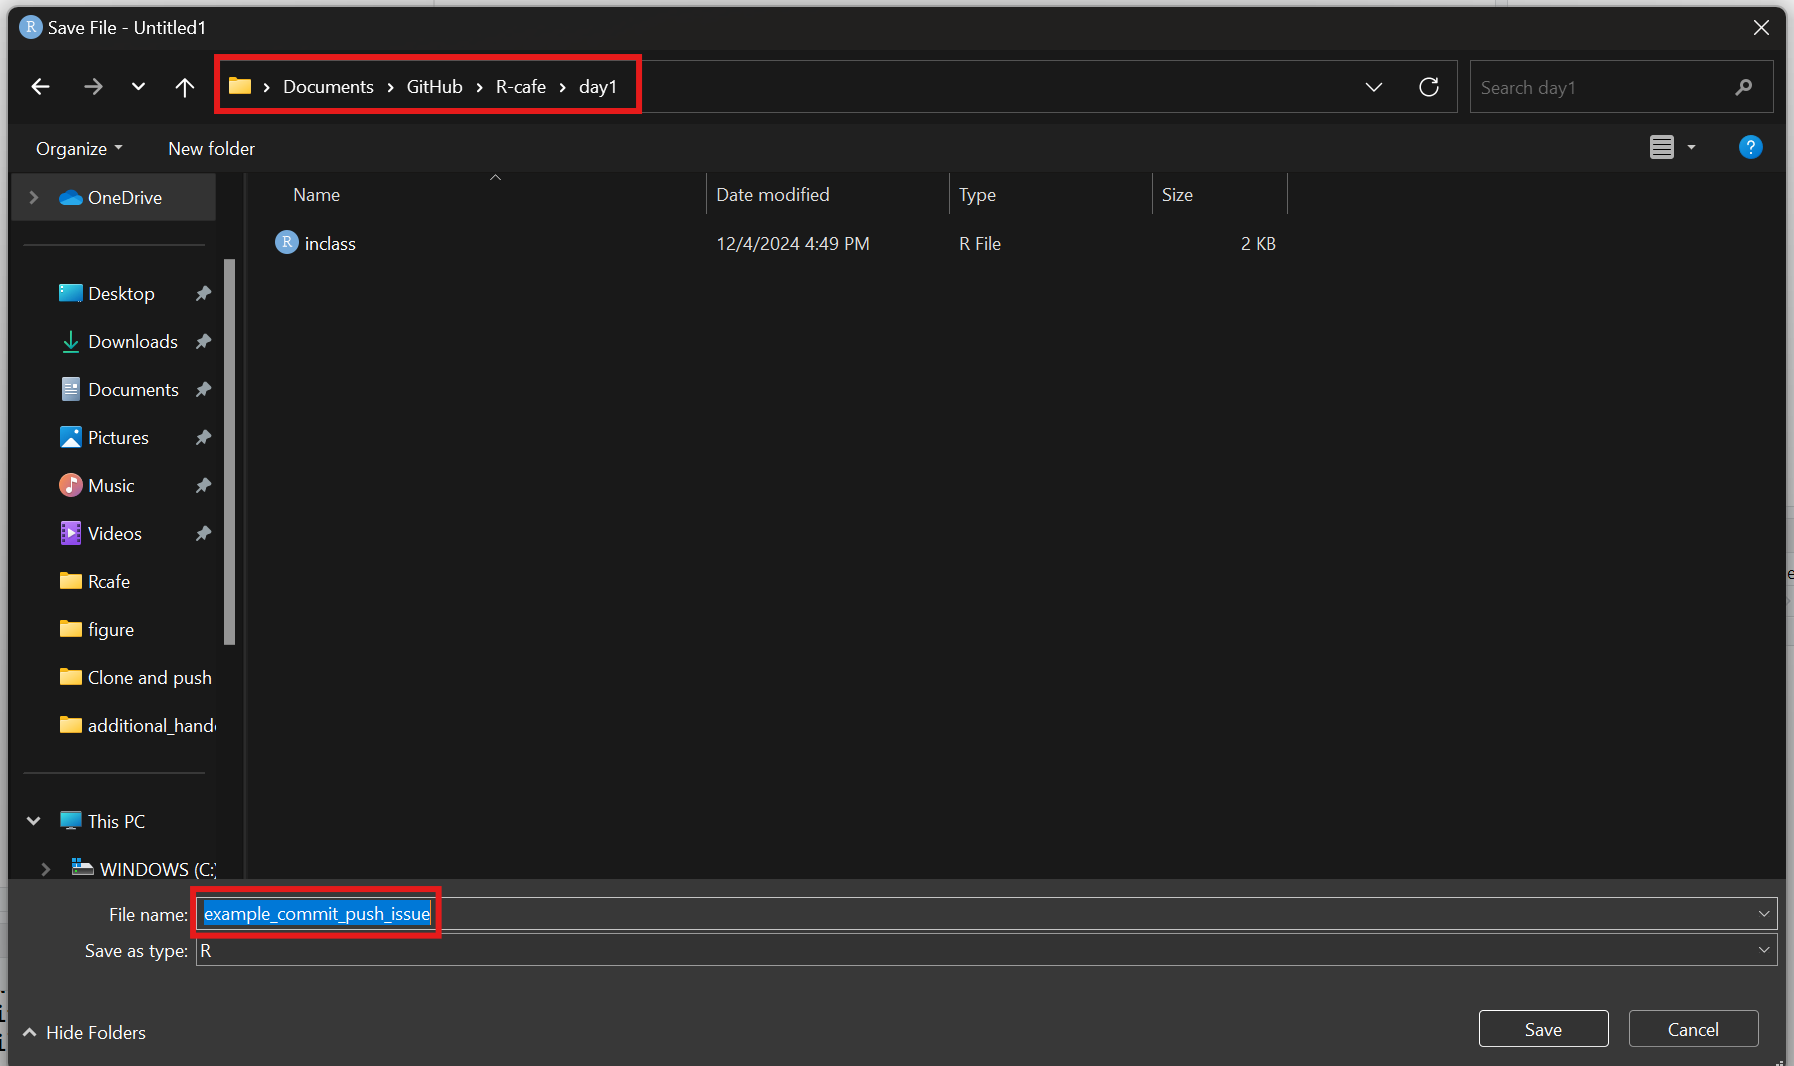 R Save File - Untitled1
Documents > GitHub > R-cafe > day1
Search day1
Organize New folder
?
OneDrive
Name Date modified Type Size
R inclass 12/4/2024 4:49 PM R File 2 KB
Desktop
Downloads
Documents
Pictures
Music
Videos
Rcafe
figure
Clone and push
additional_hand
This PC
WINDOWS (C:)
File name: example_commit_push_issue
Save as type: R
Hide Folders
Save Cancel